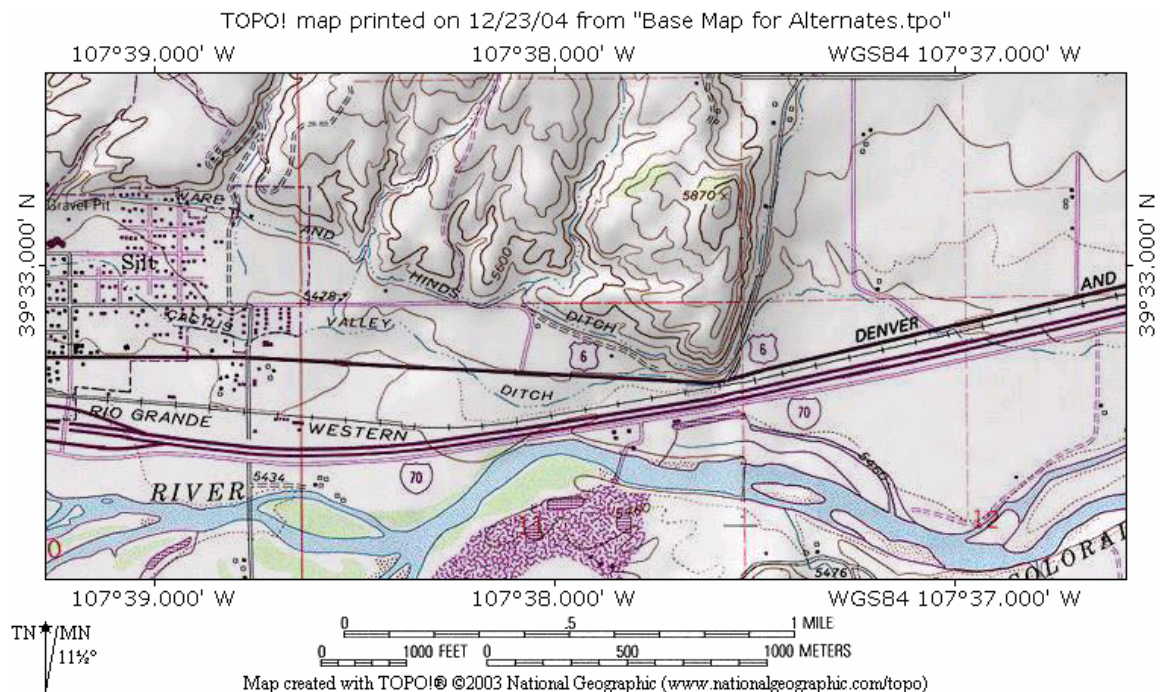 TOPO! map printed on 12/23/04 from "Base Map for Alternates.tpo"
107°39.000' W 107°38.000' W WGS84 107°37.000' W
39°33.000' N
39°33.000' N
5870
WARE
Gravel Pit
AND
Silt
HINDS
5600
AND
5478
CACTUS
VALLEY
DITCH
DENVER
6
6
DITCH
RIO GRANDE
WESTERN
70
70
5434
RIVER
11
5460
12
0
5476
107°39.000' W 107°38.000' W WGS84 107°37.000' W
TN MN
11½°
0 .5 1 MILE
0 1000 FEET 0 500 1000 METERS
Map created with TOPO!® ©2003 National Geographic (www.nationalgeographic.com/topo)